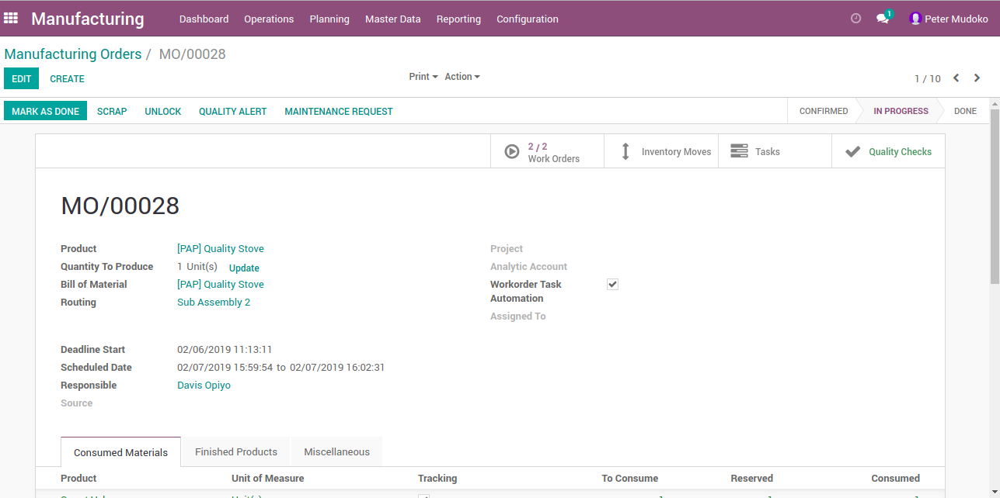 Manufacturing Dashboard Operations Planning Master Data Reporting Configuration 1 Peter Mudoko
Manufacturing Orders / MO/00028
EDIT CREATE Print Action 1 / 10
MARK AS DONE SCRAP UNLOCK QUALITY ALERT MAINTENANCE REQUEST CONFIRMED IN PROGRESS DONE
2 / 2
Work Orders Inventory Moves Tasks Quality Checks
MO/00028
Product [PAP] Quality Stove Project
Quantity To Produce 1 Unit(s) Update Analytic Account
Bill of Material [PAP] Quality Stove Workorder Task
Automation
Routing Sub Assembly 2
Assigned To
Deadline Start 02/06/2019 11:13:11
Scheduled Date 02/07/2019 15:59:54 to 02/07/2019 16:02:31
Responsible Davis Opiyo
Source
Consumed Materials Finished Products Miscellaneous
Product Unit of Measure Tracking To Consume Reserved Consumed